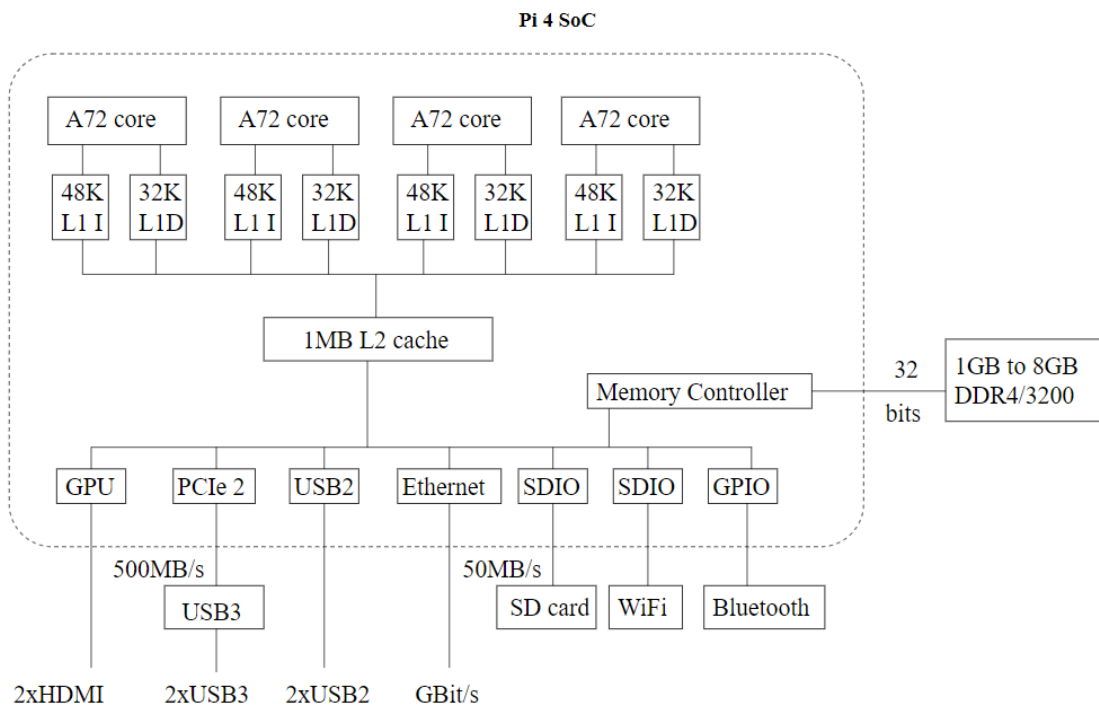 Pi 4 SoC
A72 core
A72 core
A72 core
A72 core
48K
L1 I
32K
L1D
48K
L1 I
32K
L1D
48K
L1 I
32K
L1D
48K
L1 I
32K
L1D
1MB L2 cache
Memory Controller
32
bits
1GB to 8GB
DDR4/3200
GPU
PCIe 2
USB2
Ethernet
SDIO
SDIO
GPIO
500MB/s
50MB/s
USB3
SD card
WiFi
Bluetooth
2xHDMI
2xUSB3
2xUSB2
GBit/s